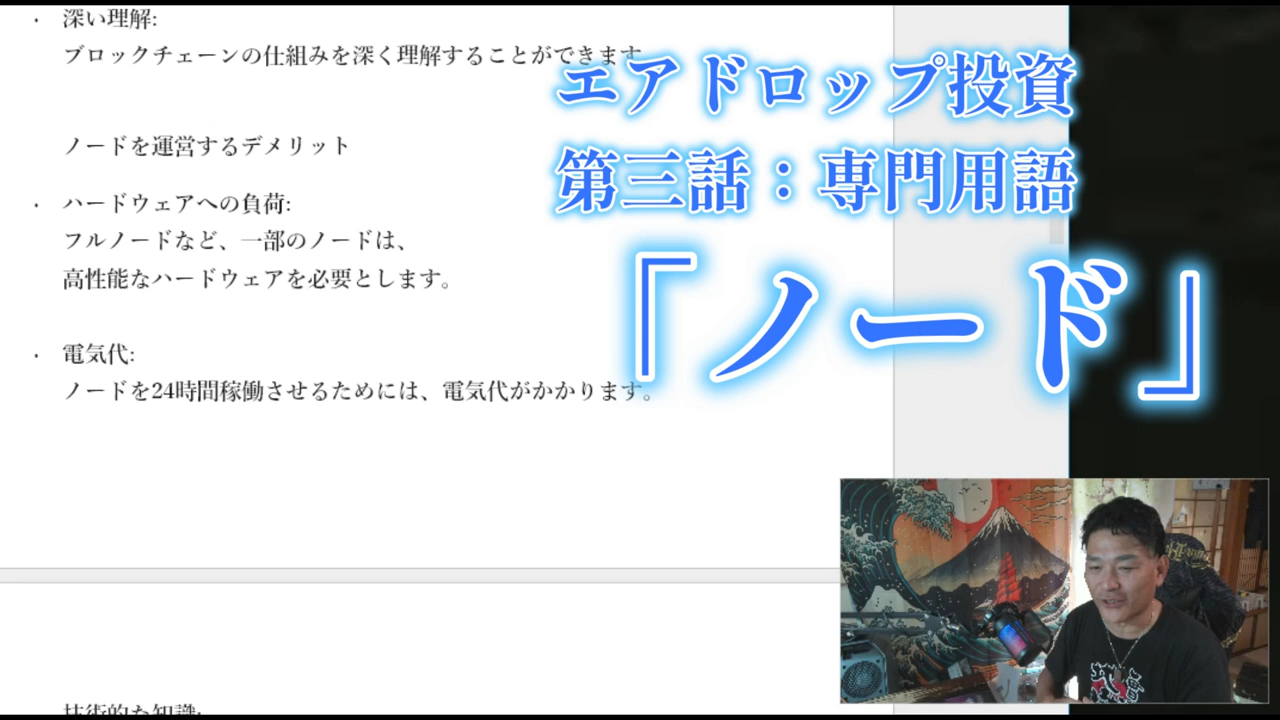 ・ 深い理解:
ブロックチェーンの仕組みを深く理解することができます
ノードを運営するデメリット
・ ハードウェアへの負荷:
フルノードなど、一部のノードは、
高性能なハードウェアを必要とします。
・ 電気代:
ノードを24時間稼働させるためには、電気代がかかります。
技術的な知識:
エアドロップ投資
第三話：専門用語
「ノード」